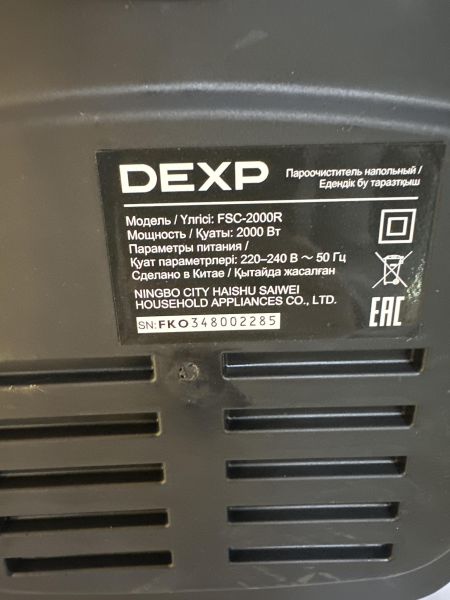 DEXP
Пароочиститель напольный /
Едендік бу таразтқыш
Модель / Үлгісі: FSC-2000R
Мощность / Қуаты: 2000 Вт
Параметры питания /
Қуат параметрлері: 220–240 В ~ 50 Гц
Сделано в Китае / Қытайда жасалған
NINGBO CITY HAISHU SAIWEI
HOUSEHOLD APPLIANCES CO., LTD.
SN: FKO348002285
EAC